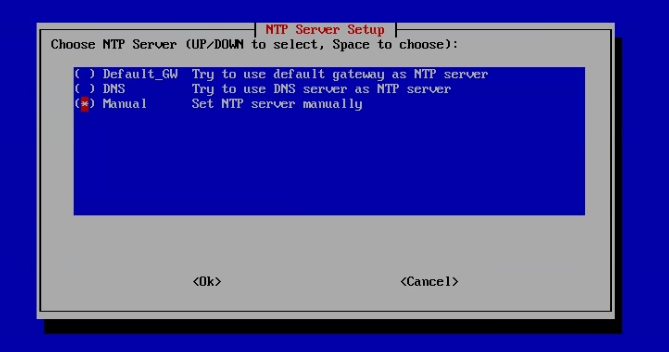 NTP Server Setup
Choose NTP Server (UP/DOWN to select, Space to choose):
( ) Default_GW Try to use default gateway as NTP server
( ) DNS Try to use DNS server as NTP server
(*) Manual Set NTP server manually
<Ok> <Cancel>